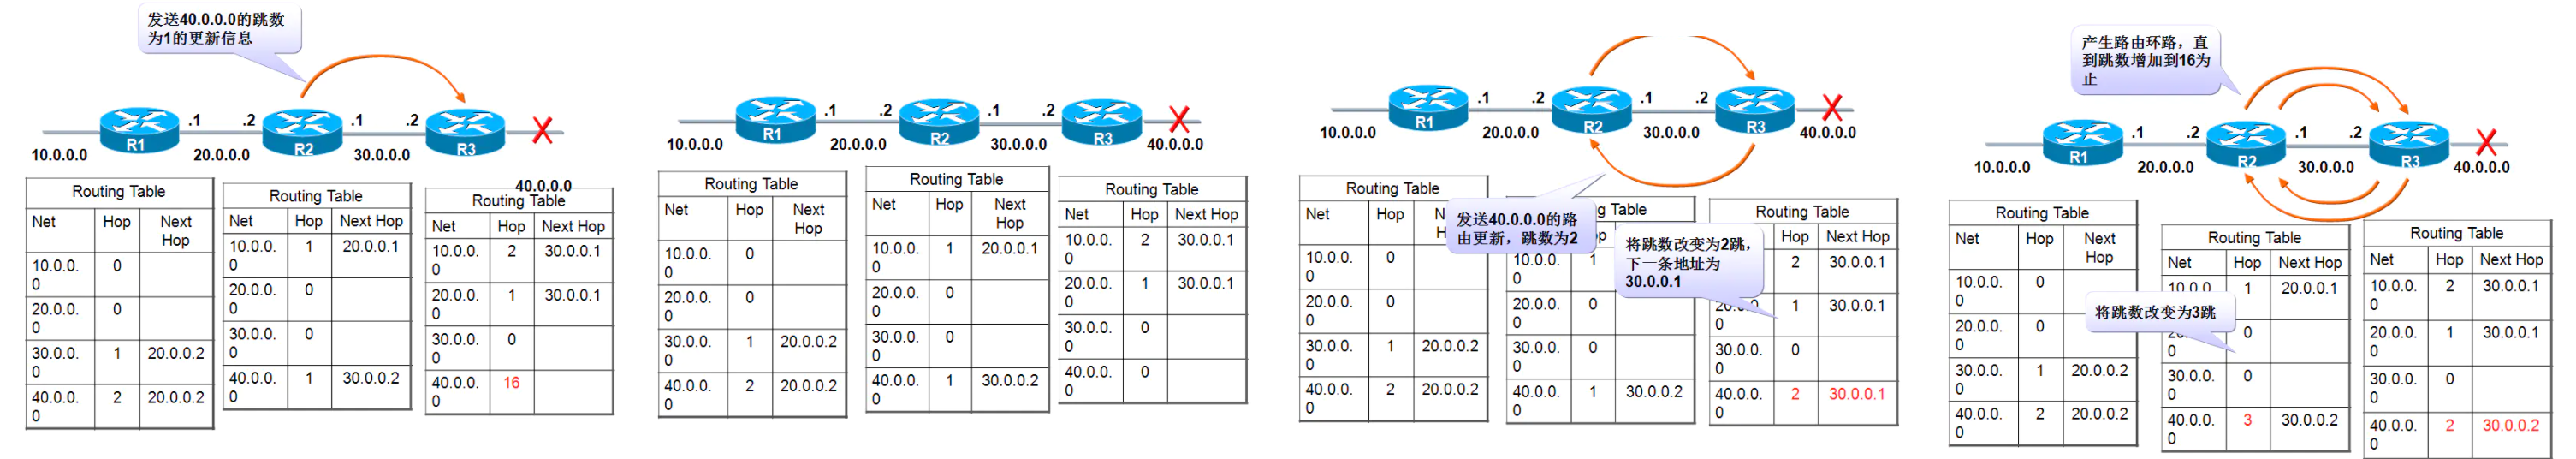 发送40.0.0.0的跳数
为1的更新信息
.1
.2
.1
.2
R1
R2
R3
10.0.0.0
20.0.0.0
30.0.0.0
40.0.0.0
Routing Table
Net
Hop
Next
Hop
10.0.0.
0
0
20.0.0.
0
0
30.0.0.
0
1
20.0.0.2
40.0.0.
0
2
20.0.0.2
Routing Table
Net
Hop
Next Hop
10.0.0.
0
1
20.0.0.1
20.0.0.
0
0
30.0.0.
0
0
40.0.0.
0
1
30.0.0.2
Routing Table
Net
Hop
Next Hop
10.0.0.
0
2
30.0.0.1
20.0.0.
0
1
30.0.0.1
30.0.0.
0
0
40.0.0.
0
16
.1
.2
.1
.2
R1
R2
R3
10.0.0.0
20.0.0.0
30.0.0.0
40.0.0.0
Routing Table
Net
Hop
Next
Hop
10.0.0.
0
0
20.0.0.
0
0
30.0.0.
0
1
20.0.0.2
40.0.0.
0
2
20.0.0.2
Routing Table
Net
Hop
Next
Hop
10.0.0.
0
1
20.0.0.1
20.0.0.
0
0
30.0.0.
0
0
40.0.0.
0
1
30.0.0.2
Routing Table
Net
Hop
Next Hop
10.0.0.
0
2
30.0.0.1
20.0.0.
0
1
30.0.0.1
30.0.0.
0
0
40.0.0.
0
0
.1
.2
.1
.2
R1
R2
R3
10.0.0.0
20.0.0.0
30.0.0.0
40.0.0.0
发送40.0.0.0的路
由更新，跳数为2
将跳数改变为2跳，
下一条地址为
30.0.0.1
Routing Table
Net
Hop
10.0.0.
0
0
20.0.0.
0
0
30.0.0.
0
1
20.0.0.2
40.0.0.
0
2
20.0.0.2
Table
10.0.0.
0
1
20.0.0.
0
0
30.0.0.
0
0
40.0.0.
0
1
30.0.0.2
Routing Table
Hop
Next Hop
2
30.0.0.1
20.0.0.
0
1
30.0.0.1
30.0.0.
0
0
40.0.0.
0
2
30.0.0.1
产生路由环路，直
到跳数增加到16为
止
.1
.2
.1
.2
R1
R2
R3
10.0.0.0
20.0.0.0
30.0.0.0
40.0.0.0
将跳数改变为3跳
Routing Table
Net
Hop
Next
Hop
10.0.0.
0
0
20.0.0.
0
0
30.0.0.
0
1
20.0.0.2
40.0.0.
0
2
20.0.0.2
Routing Table
Net
Hop
Next Hop
10.0.0.
1
20.0.0.1
0
0
30.0.0.
0
0
40.0.0.
0
3
30.0.0.2
Routing Table
Net
Hop
Next Hop
10.0.0.
0
2
30.0.0.1
20.0.0.
0
1
30.0.0.1
30.0.0.
0
0
40.0.0.
0
2
30.0.0.2